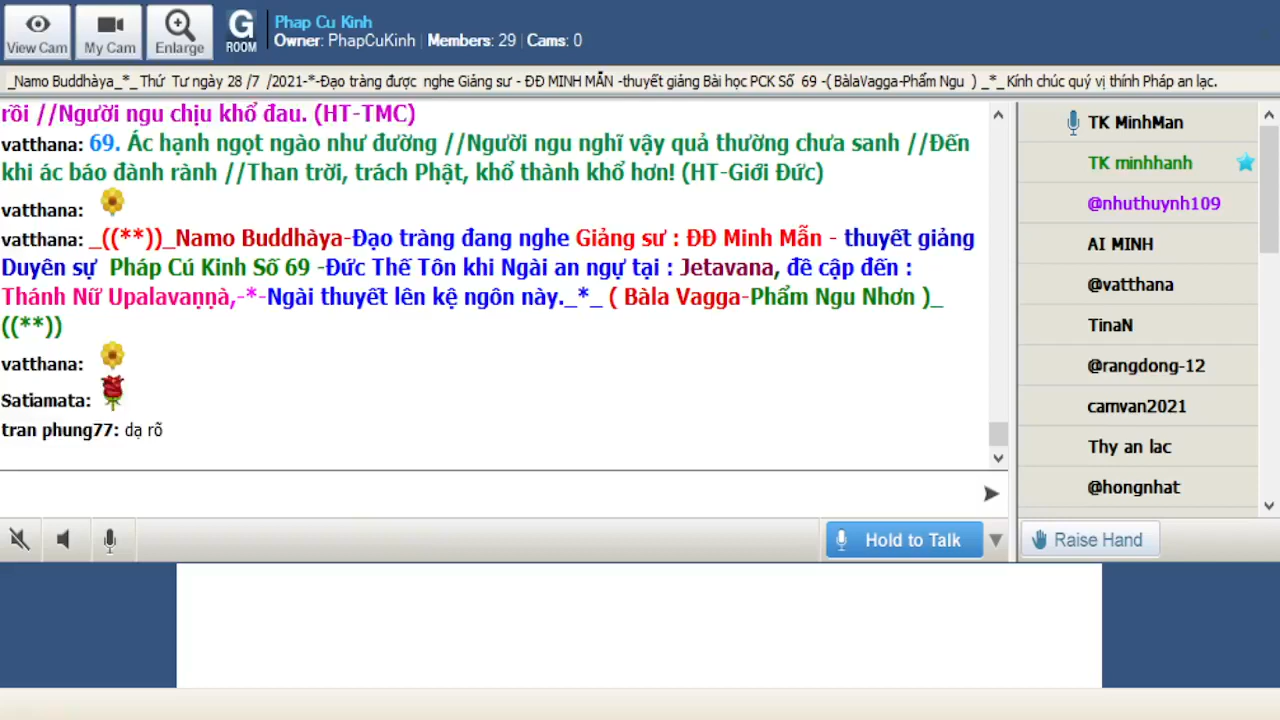 View Cam
My Cam
Enlarge
G
ROOM
Phap Cu Kinh
Owner: PhapCuKinh | Members: 29 | Cams: 0
_Namo Buddhàya_*_ Thứ Tư ngày 28 /7 /2021-*-Đạo tràng được nghe Giảng sư - ĐĐ MINH MẪN -thuyết giảng Bài học PCK Số 69 -( BàlaVagga-Phẩm Ngu ) _*_ Kính chúc quý vị thính Pháp an lạc.
rồi //Người ngu chịu khổ đau. (HT-TMC)
vatthana: 69. Ác hạnh ngọt ngào như đường //Người ngu nghĩ vậy quả thường chưa sanh //Đến
khi ác báo đành rành //Than trời, trách Phật, khổ thành khổ hơn! (HT-Giới Đức)
vatthana:
vatthana: _((**))_Namo Buddhàya-Đạo tràng đang nghe Giảng sư : ĐĐ Minh Mẫn - thuyết giảng
Duyên sự Pháp Cú Kinh Số 69 -Đức Thế Tôn khi Ngài an ngự tại : Jetavana, đề cập đến :
Thánh Nữ Upalavaṇṇà,-*-Ngài thuyết lên kệ ngôn này._*_ ( Bàla Vagga-Phẩm Ngu Nhơn )_
((**))
vatthana:
Satiamata:
tran phung77: dạ rõ
TK MinhMan
TK minhhanh
@nhuthuynh109
AI MINH
@vatthana
TinaN
@rangdong-12
camvan2021
Thy an lac
@hongnhat
Hold to Talk
Raise Hand